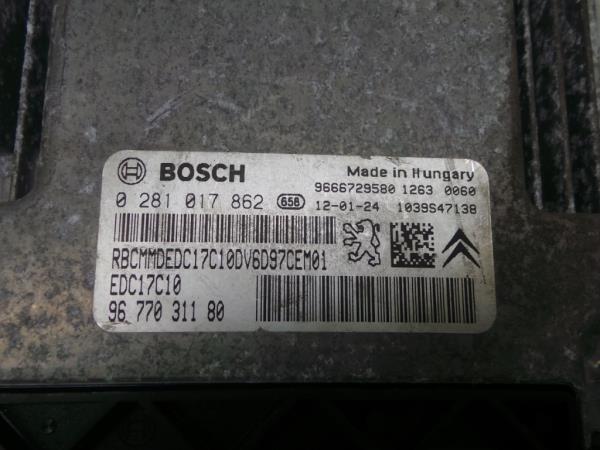 BOSCH
Made in Hungary
9666729580 1263 0060
0 281 017 862 658 12-01-24 1039S47138
RBCMMDEDC17C10DV6D97CEM01
EDC17C10
96 770 311 80